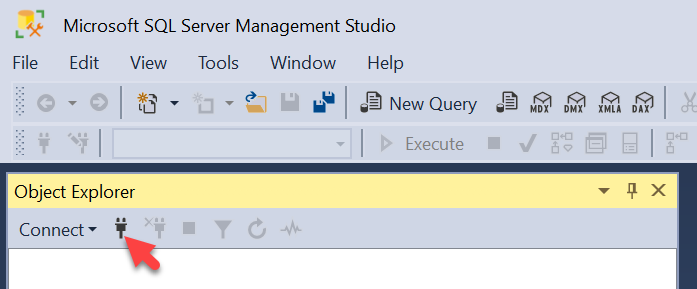 Microsoft SQL Server Management Studio
File Edit View Tools Window Help
New Query MDX DMX XMLA DAX
Execute
Object Explorer
Connect